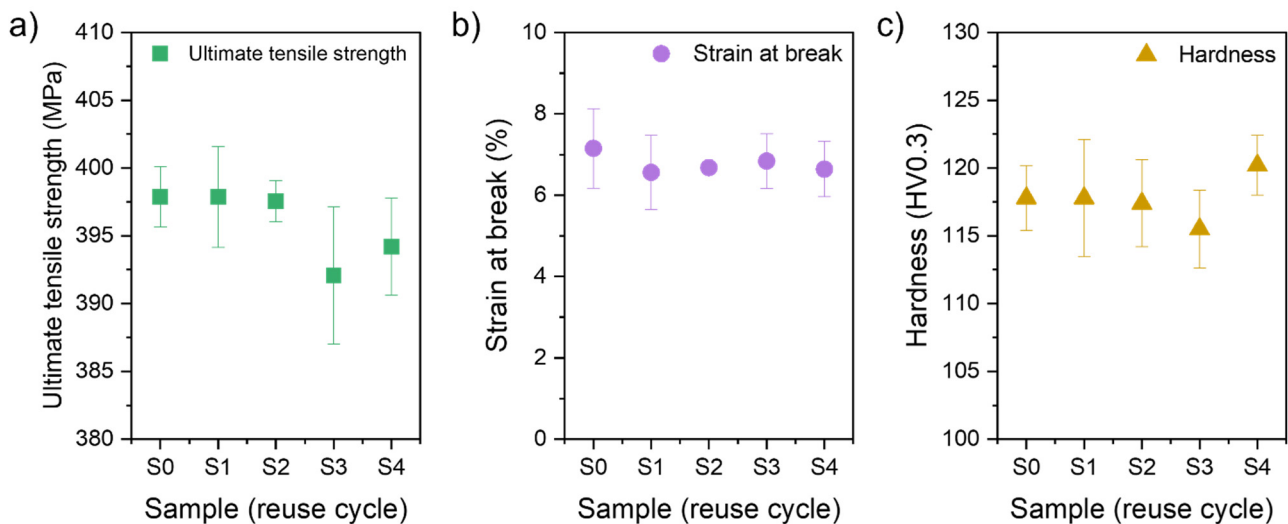 a)
Ultimate tensile strength (MPa)
410
405
400
395
390
385
380
Ultimate tensile strength
S0 S1 S2 S3 S4
Sample (reuse cycle)
b)
Strain at break (%)
10
8
6
4
2
0
Strain at break
S0 S1 S2 S3 S4
Sample (reuse cycle)
c)
Hardness (HV0.3)
130
125
120
115
110
105
100
Hardness
S0 S1 S2 S3 S4
Sample (reuse cycle)